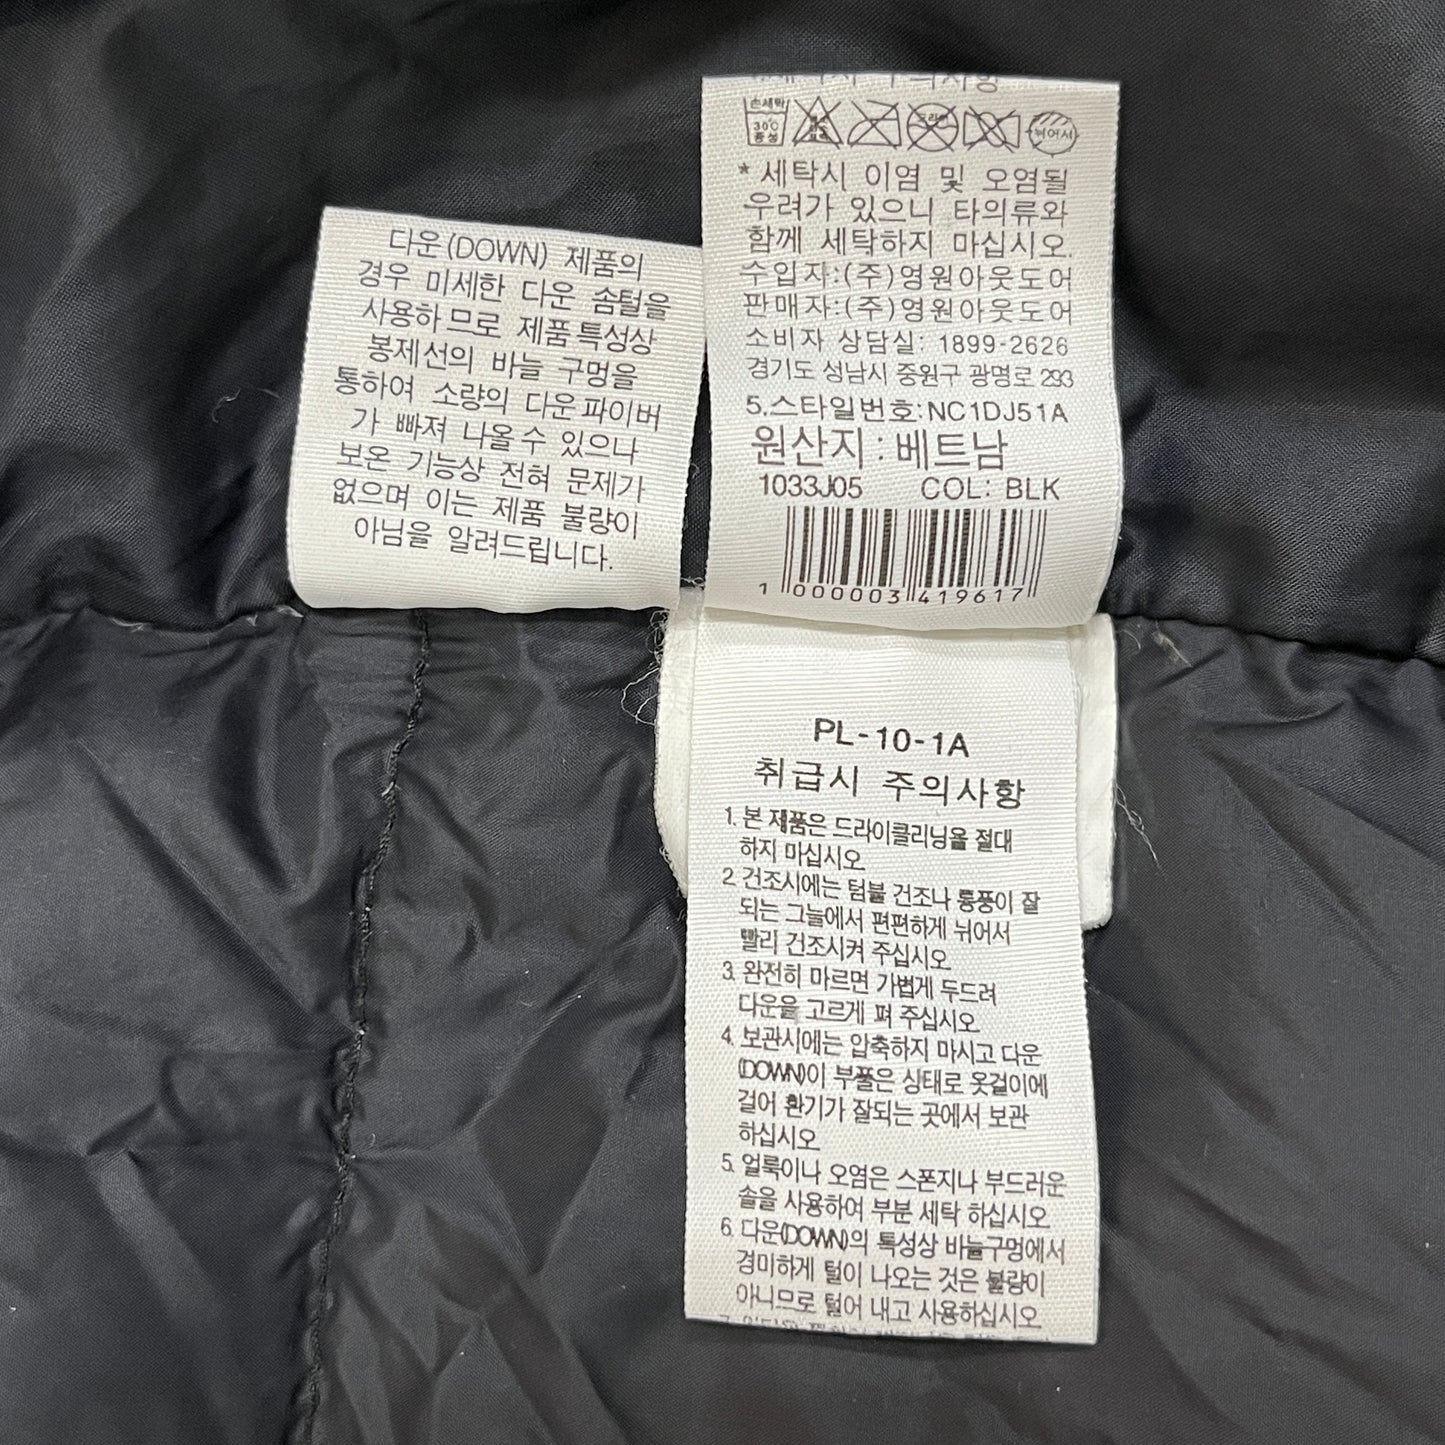 다운(DOWN) 제품의
경우 미세한 다운 솜털을
사용하므로 제품특성상
봉제선의 바늘 구멍을
통하여 소량의 다운파이버
가 빠져 나올수 있으나
보온 기능상 전혀 문제가
없으며 이는 제품 불량이
아님을 알려드립니다.
손세탁
30℃
중성
드라이
뉘어서
*세탁시 이염 및 오염될
우려가 있으니 타의류와
함께 세탁하지 마십시오.
수입자:(주)영원아웃도어
판매자:(주)영원아웃도어
소비자 상담실: 1899-2626
경기도 성남시 중원구 광명로 293
5.스타일번호:NC1DJ51A
원산지 : 베트남
1033J05 COL: BLK
1 000003 419617
PL-10-1A
취급시 주의사항
1. 본 제품은 드라이클리닝을 절대
하지 마십시오
2. 건조시에는 텀블 건조나 통풍이 잘
되는 그늘에서 편편하게 뉘어서
빨리 건조시켜 주십시오
3. 완전히 마르면 가볍게 두드려
다운을 고르게 펴 주십시오
4. 보관시에는 압축하지 마시고 다운
(DOWN)이 부풀은 상태로 옷걸이에
걸어 환기가 잘되는 곳에서 보관
하십시오
5. 얼룩이나 오염은 스폰지나 부드러운
솔을 사용하여 부분 세탁 하십시오
6. 다운(DOWN)의 특성상 바늘구멍에서
경미하게 털이 나오는 것은 불량이
아니므로 털어 내고 사용하십시오